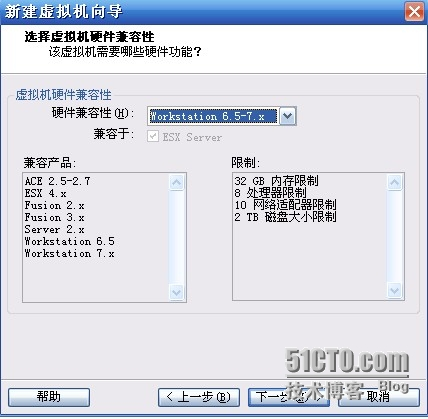 新建虚拟机向导
选择虚拟机硬件兼容性
该虚拟机需要哪些硬件功能?
虚拟机硬件兼容性
硬件兼容性(H): Workstation 6.5-7.x
兼容于: ESX Server
兼容产品:
ACE 2.5-2.7
ESX 4.x
Fusion 2.x
Fusion 3.x
Server 2.x
Workstation 6.5
Workstation 7.x
限制:
32 GB 内存限制
8 处理器限制
10 网络适配器限制
2 TB 磁盘大小限制
51CTO.com
技术博客 Blog
帮助 < 上一步(B) 下一步 取消